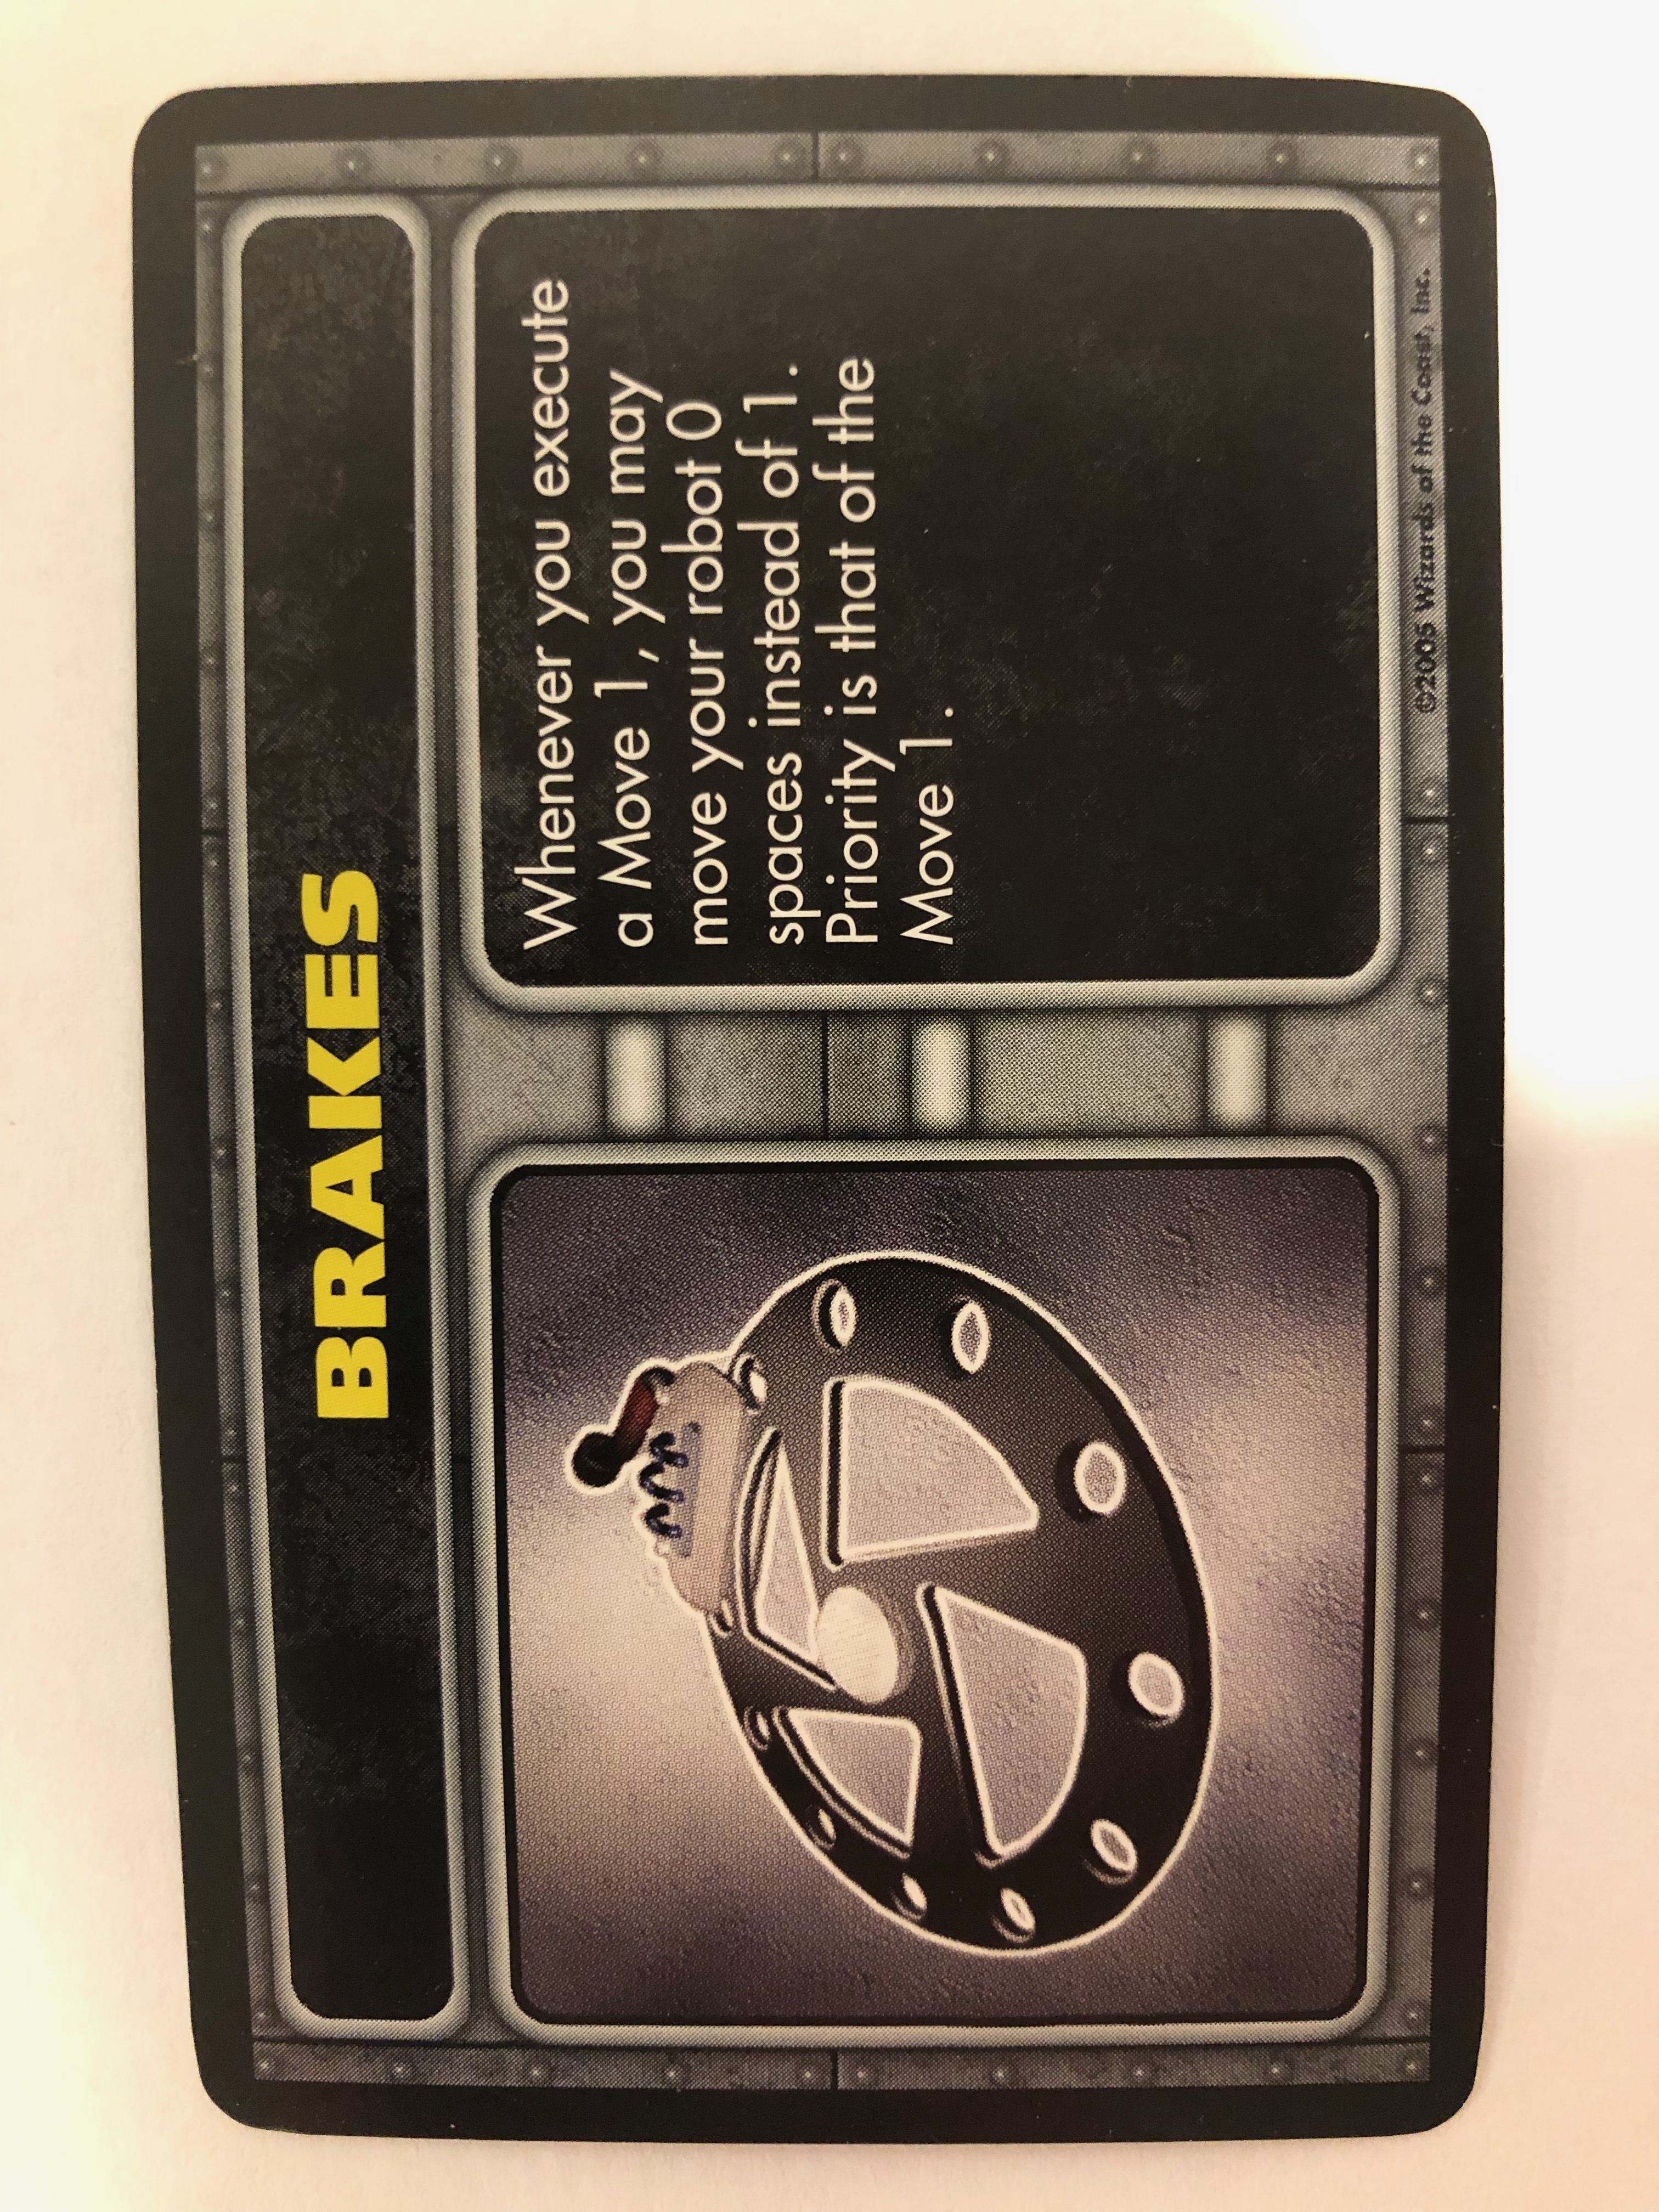 BRAKES
Whenever you execute
a Move 1, you may
move your robot 0
spaces instead of 1.
Priority is that of the
Move 1.
©2005 Wizards of the Coast, Inc.